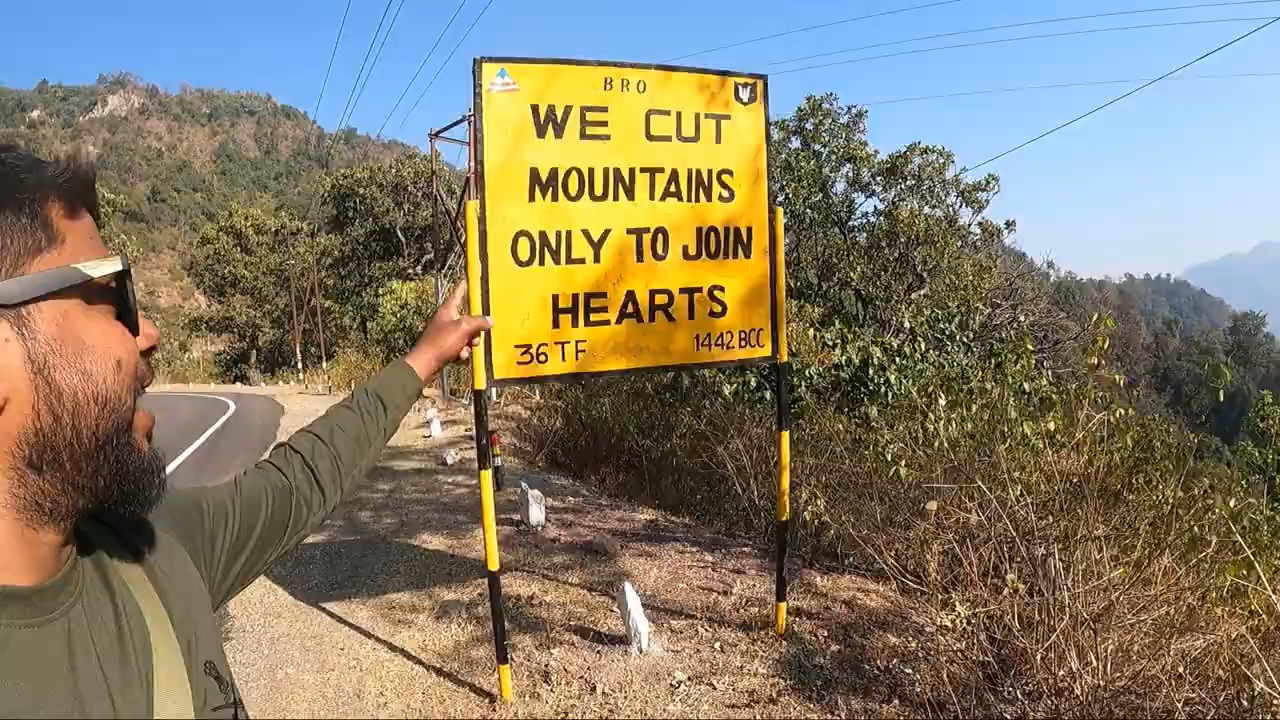 BRO
WE CUT
MOUNTAINS
ONLY TO JOIN
HEARTS
36 TF 1442 BCC